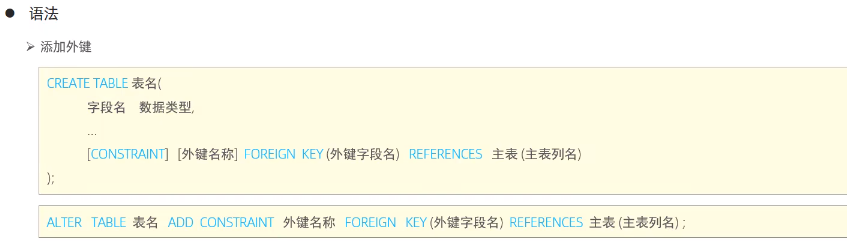 ● 语法
➢ 添加外键
CREATE TABLE 表名(
字段名 数据类型,
...
[CONSTRAINT] [外键名称] FOREIGN KEY (外键字段名) REFERENCES 主表 (主表列名)
);
ALTER TABLE 表名 ADD CONSTRAINT 外键名称 FOREIGN KEY (外键字段名) REFERENCES 主表 (主表列名) ;